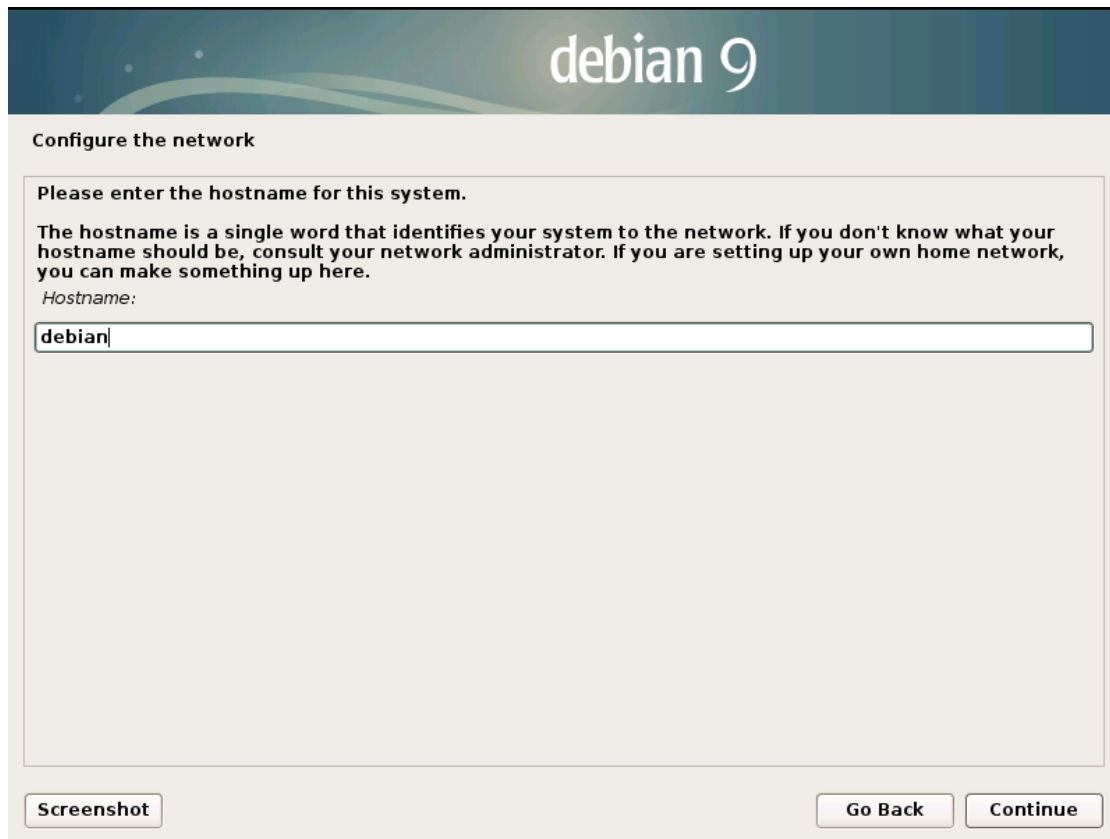 debian 9
Configure the network
Please enter the hostname for this system.
The hostname is a single word that identifies your system to the network. If you don't know what your
hostname should be, consult your network administrator. If you are setting up your own home network,
you can make something up here.
Hostname:
debian
Screenshot
Go Back
Continue